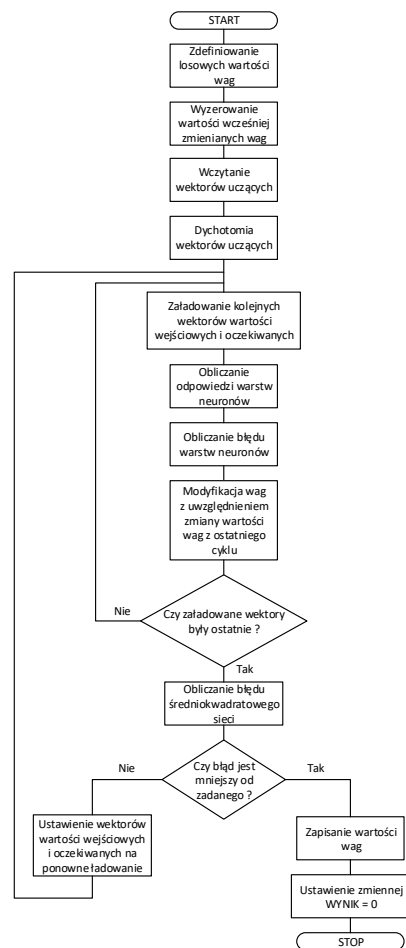 START
Zdefiniowanie
losowych wartości
wag
Wyzerowanie
wartości wcześniej
zmienianych wag
Wczytanie
wektorów uczących
Dychotomia
wektorów uczących
Załadowanie kolejnych
wektorów wartości
wejściowych i oczekiwanych
Obliczanie
odpowiedzi warstw
neuronów
Obliczanie błędu
warstw neuronów
Modyfikacja wag
z uwzględnieniem
zmiany wartości
wag z ostatniego
cyklu
Nie
Czy załadowane wektory
były ostatnie ?
Tak
Obliczanie błędu
średniokwadratowego
sieci
Nie
Czy błąd jest
mniejszy od
zadanego ?
Tak
Ustawienie wektorów
wartości wejściowych
i oczekiwanych na
ponowne ładowanie
Zapisanie wartości
wag
Ustawienie zmiennej
WYNIK = 0
STOP